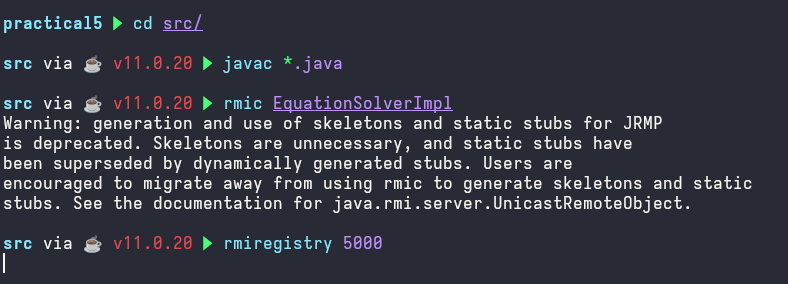 practical5 ▶ cd src/
src via ☕ v11.0.20 ▶ javac *.java
src via ☕ v11.0.20 ▶ rmic EquationSolverImpl
Warning: generation and use of skeletons and static stubs for JRMP
is deprecated. Skeletons are unnecessary, and static stubs have
been superseded by dynamically generated stubs. Users are
encouraged to migrate away from using rmic to generate skeletons and static
stubs. See the documentation for java.rmi.server.UnicastRemoteObject.
src via ☕ v11.0.20 ▶ rmiregistry 5000